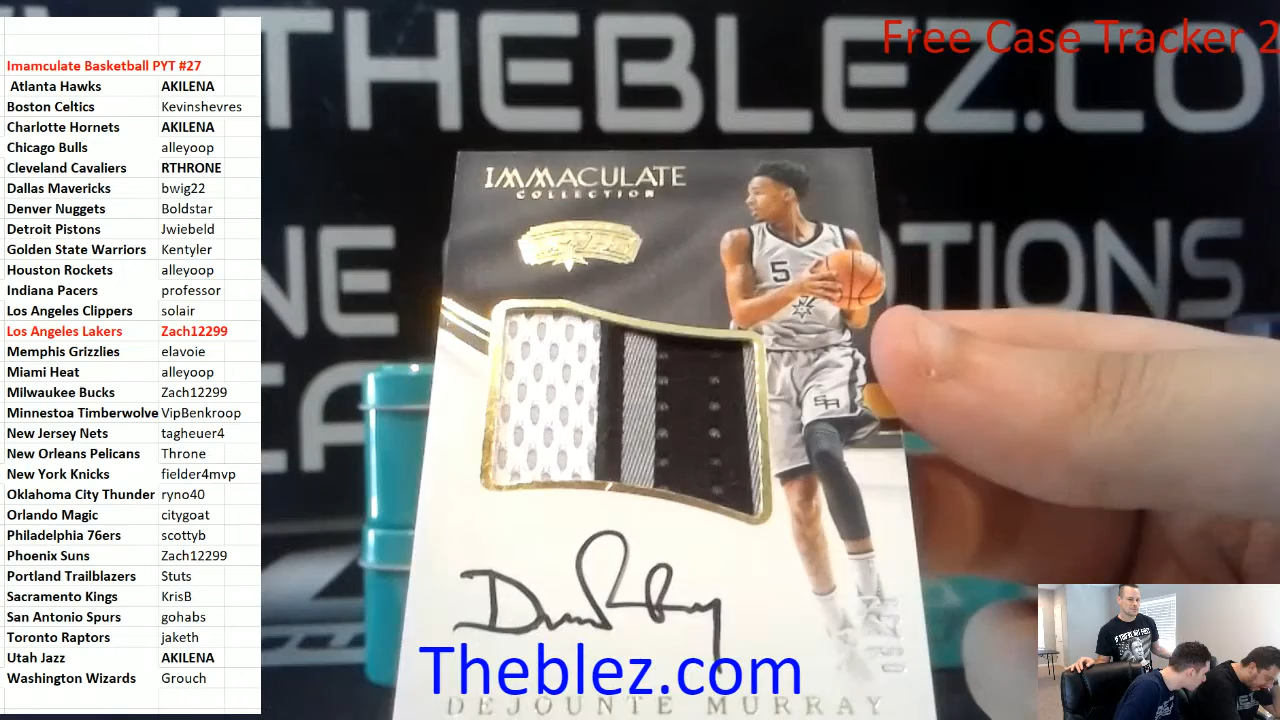 WWW.THEBLEZ.COM
Free Case Tracker 2
Imamculate Basketball PYT #27
Atlanta Hawks AKILENA
Boston Celtics Kevinshevres
Charlotte Hornets AKILENA
Chicago Bulls alleyoop
Cleveland Cavaliers RTHRONE
Dallas Mavericks bwig22
Denver Nuggets Boldstar
Detroit Pistons Jwiebeld
Golden State Warriors Kentyler
Houston Rockets alleyoop
Indiana Pacers professor
Los Angeles Clippers solair
Los Angeles Lakers Zach12299
Memphis Grizzlies elavoie
Miami Heat alleyoop
Milwaukee Bucks Zach12299
Minnestoa Timberwolve VipBenkroop
New Jersey Nets tagheuer4
New Orleans Pelicans Throne
New York Knicks fielder4mvp
Oklahoma City Thunder ryno40
Orlando Magic citygoat
Philadelphia 76ers scottyb
Phoenix Suns Zach12299
Portland Trailblazers Stuts
Sacramento Kings KrisB
San Antonio Spurs gohabs
Toronto Raptors jaketh
Utah Jazz AKILENA
Washington Wizards Grouch
IMMACULATE
COLLECTION
5
Theblez.com
DEJOUNTE MURRAY